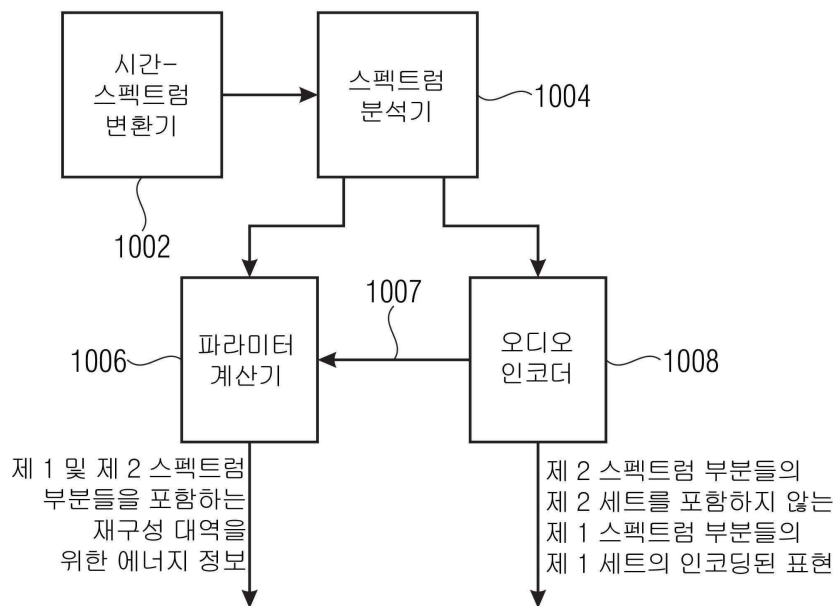 시간-
스펙트럼
변환기
스펙트럼
분석기
1004
1002
1007
파라미터
계산기
1006
오디오
인코더
1008
제 1 및 제 2 스펙트럼
부분들을 포함하는
재구성 대역을
위한 에너지 정보
제 2 스펙트럼 부분들의
제 2 세트를 포함하지 않는
제 1 스펙트럼 부분들의
제 1 세트의 인코딩된 표현